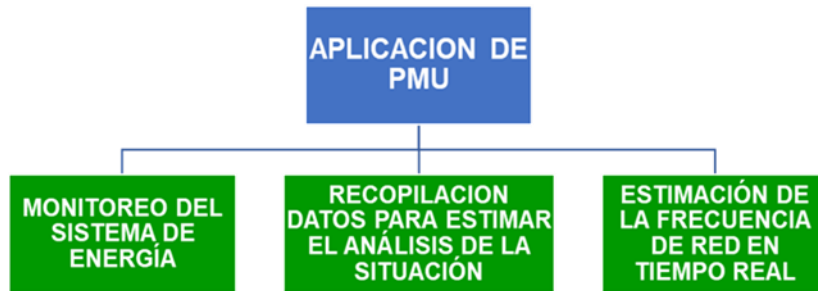 APLICACION DE
PMU
MONITOREO DEL
SISTEMA DE
ENERGÍA
RECOPILACION
DATOS PARA ESTIMAR
EL ANÁLISIS DE LA
SITUACIÓN
ESTIMACIÓN DE
LA FRECUENCIA
DE RED EN
TIEMPO REAL